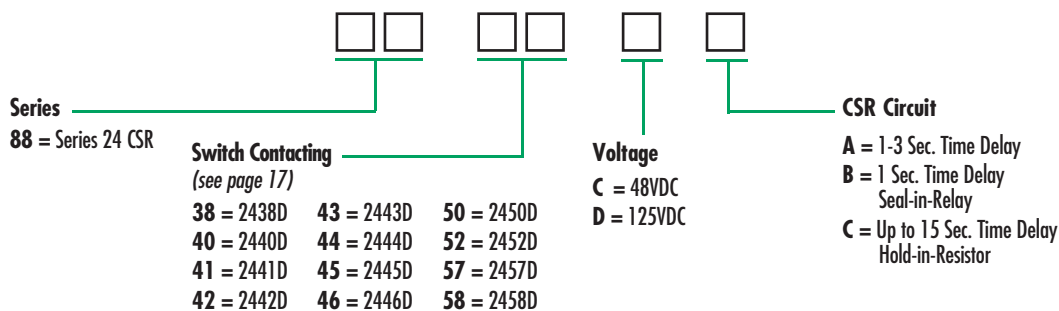 Series
88 = Series 24 CSR
Switch Contacting
(see page 17)
38 = 2438D 43 = 2443D 50 = 2450D
40 = 2440D 44 = 2444D 52 = 2452D
41 = 2441D 45 = 2445D 57 = 2457D
42 = 2442D 46 = 2446D 58 = 2458D
Voltage
C = 48VDC
D = 125VDC
CSR Circuit
A = 1-3 Sec. Time Delay
B = 1 Sec. Time Delay
Seal-in-Relay
C = Up to 15 Sec. Time Delay
Hold-in-Resistor